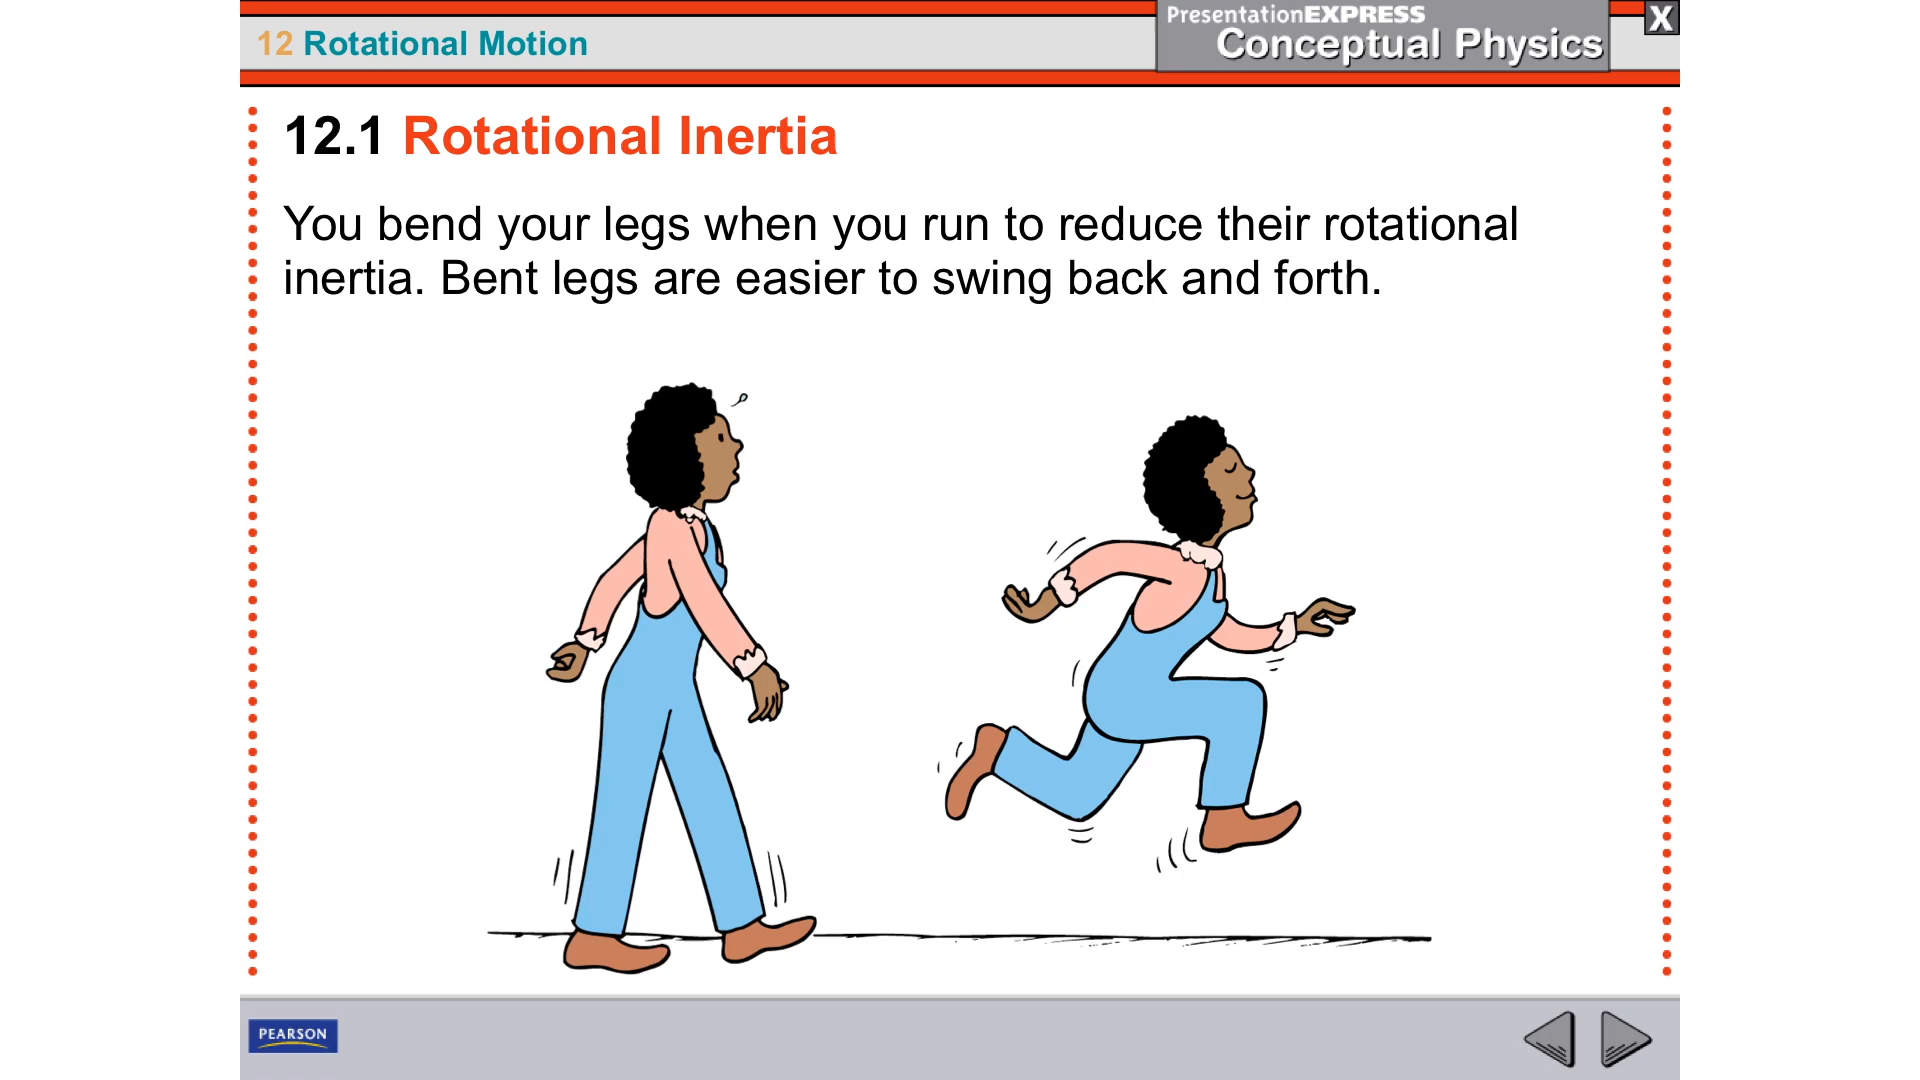 PresentationEXPRESS
X
12 Rotational Motion
Conceptual Physics
12.1 Rotational Inertia
You bend your legs when you run to reduce their rotational
inertia. Bent legs are easier to swing back and forth.
PEARSON